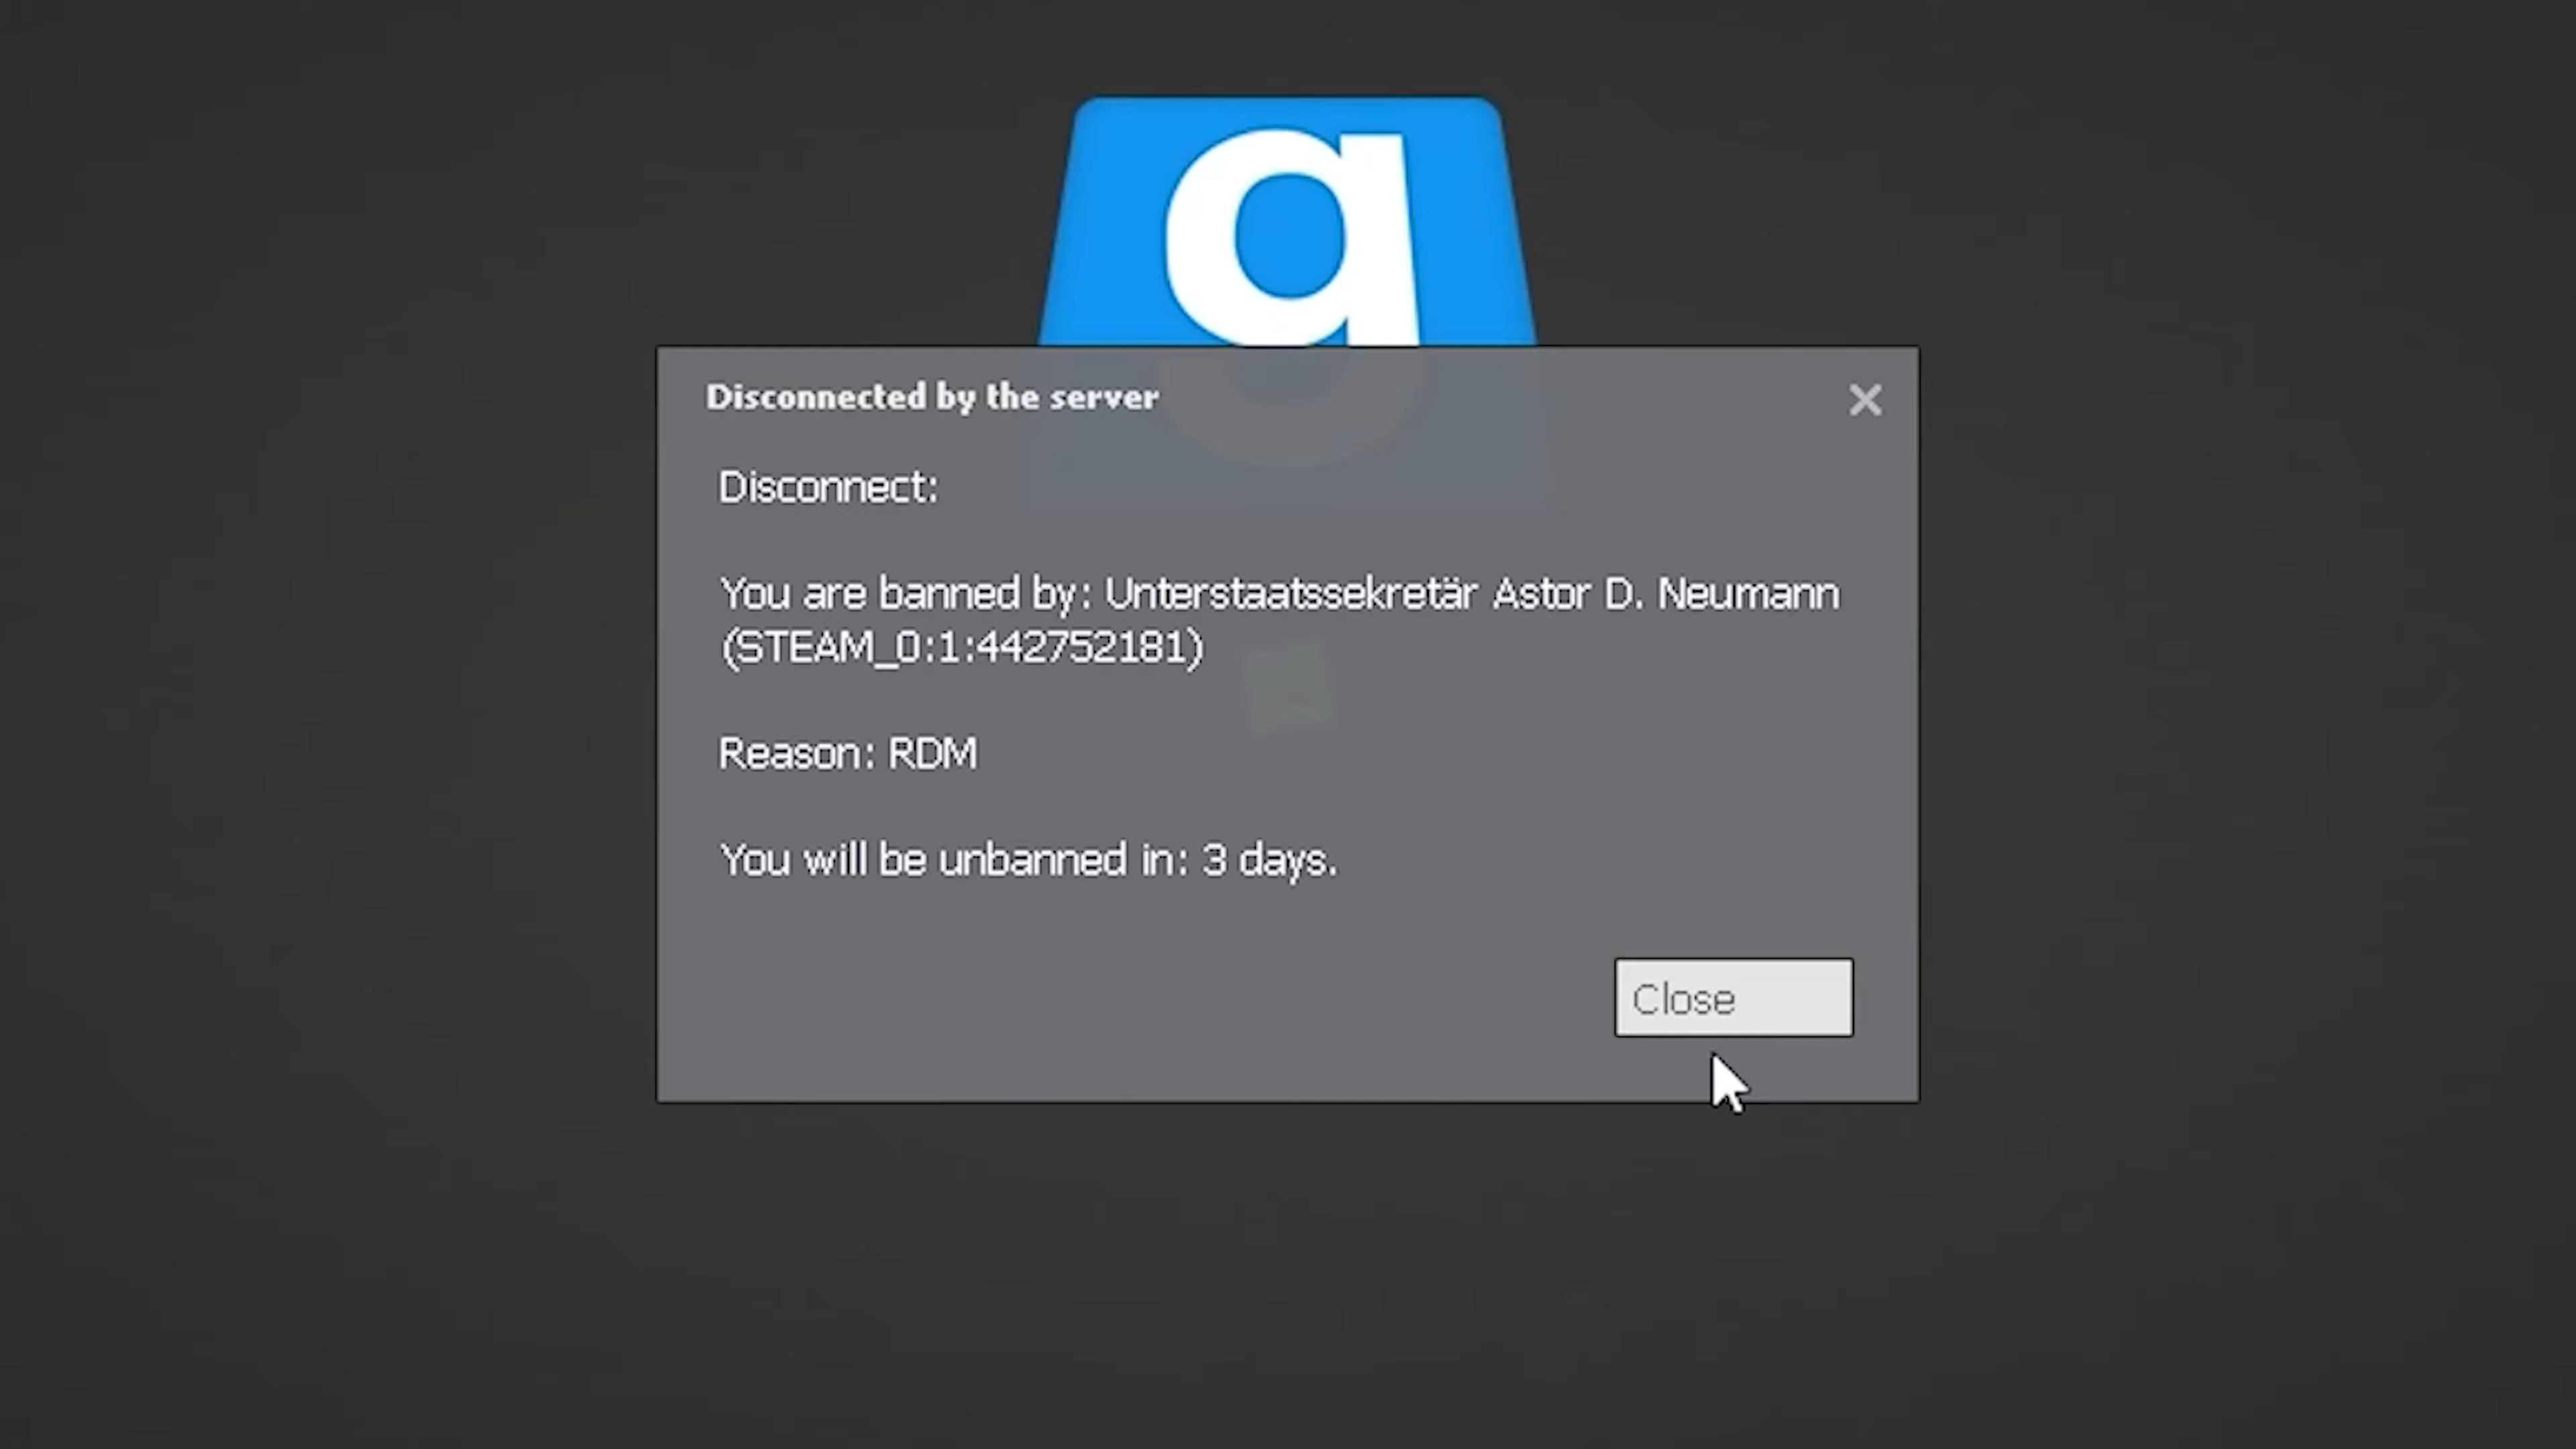 g
Disconnected by the server
Disconnect:
You are banned by: Unterstaatssekretär Astor D. Neumann
(STEAM_0:1:442752181)
Reason: RDM
You will be unbanned in: 3 days.
Close